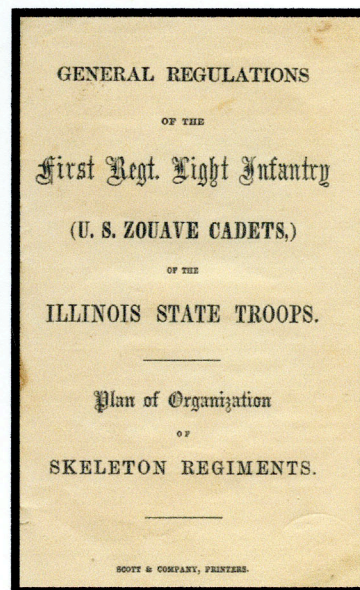 GENERAL REGULATIONS
OF THE
First Regt. Light Infantry
(U. S. ZOUAVE CADETS,)
OF THE
ILLINOIS STATE TROOPS.
Plan of Organization
OF
SKELETON REGIMENTS.
SCOTT & COMPANY, PRINTERS.